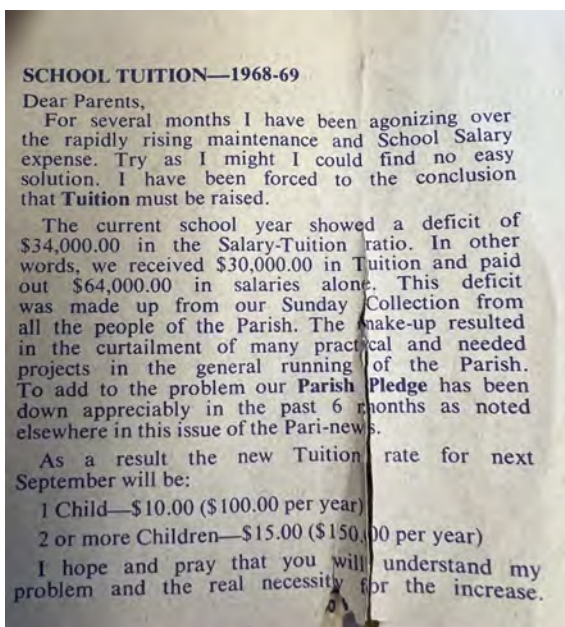 SCHOOL TUITION—1968-69
Dear Parents,
For several months I have been agonizing over
the rapidly rising maintenance and School Salary
expense. Try as I might I could find no easy
solution. I have been forced to the conclusion
that Tuition must be raised.
The current school year showed a deficit of
$34,000.00 in the Salary-Tuition ratio. In other
words, we received $30,000.00 in Tuition and paid
out $64,000.00 in salaries alone. This deficit
was made up from our Sunday Collection from
all the people of the Parish. The make-up resulted
in the curtailment of many practical and needed
projects in the general running of the Parish.
To add to the problem our Parish Pledge has been
down appreciably in the past 6 months as noted
elsewhere in this issue of the Pari-news.
As a result the new Tuition rate for next
September will be:
1 Child—$10.00 ($100.00 per year)
2 or more Children—$15.00 ($150.00 per year)
I hope and pray that you will understand my
problem and the real necessity for the increase.